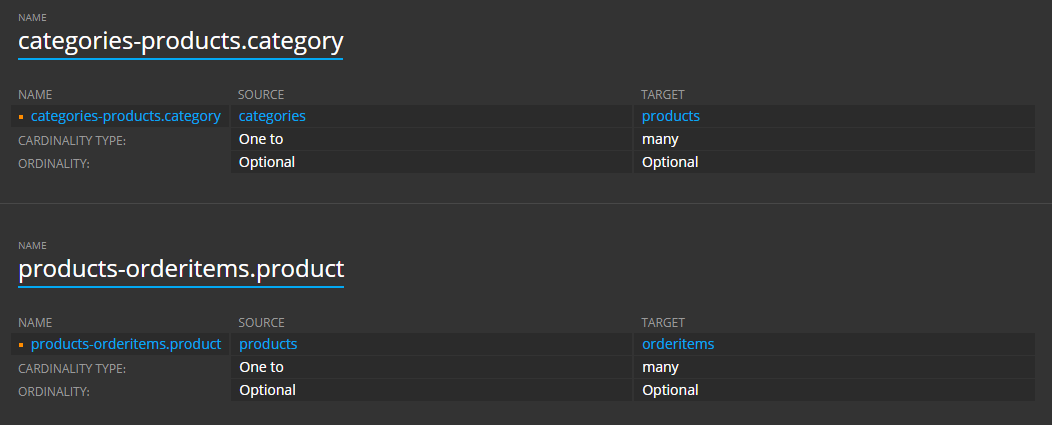 NAME
categories-products.category
NAME SOURCE TARGET
categories-products.category categories products
CARDINALITY TYPE: One to many
ORDINALITY: Optional Optional
NAME
products-orderitems.product
NAME SOURCE TARGET
products-orderitems.product products orderitems
CARDINALITY TYPE: One to many
ORDINALITY: Optional Optional